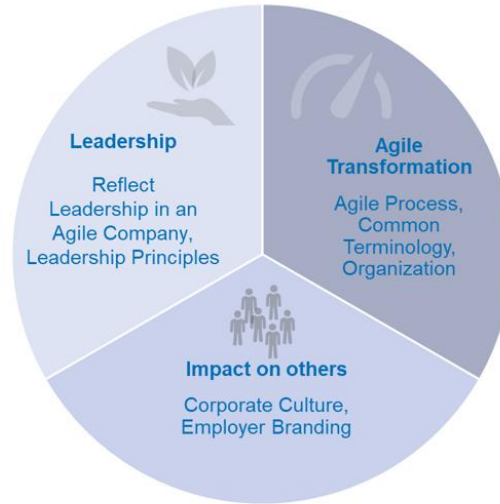 Leadership
Reflect
Leadership in an
Agile Company,
Leadership Principles
Agile
Transformation
Agile Process,
Common
Terminology,
Organization
Impact on others
Corporate Culture,
Employer Branding